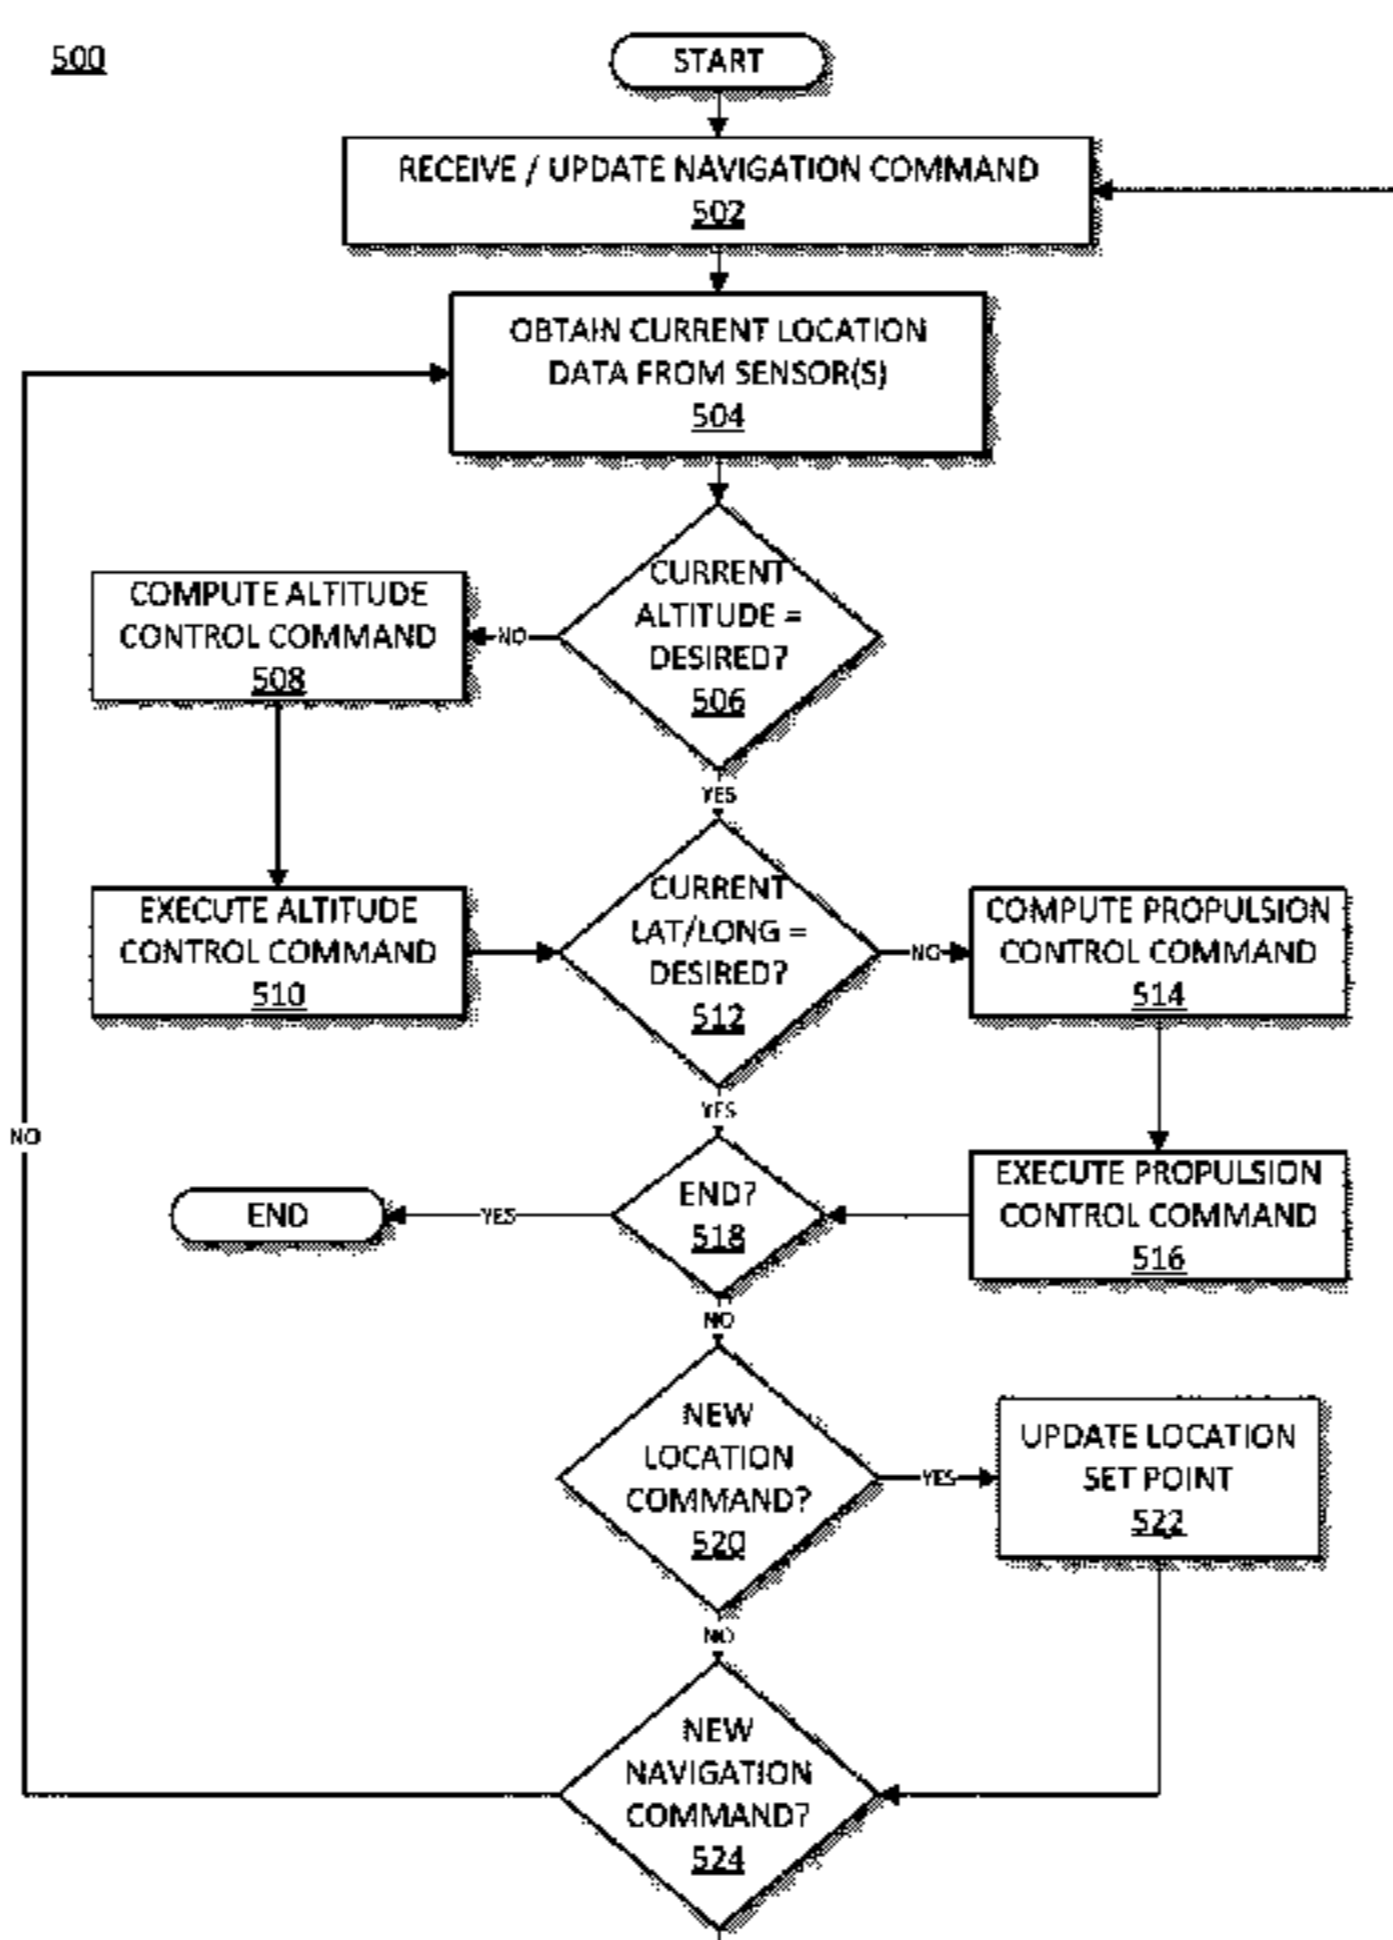 500
START
RECEIVE / UPDATE NAVIGATION COMMAND
502
OBTAIN CURRENT LOCATION
DATA FROM SENSOR(S)
504
CURRENT
ALTITUDE =
DESIRED?
506
NO
COMPUTE ALTITUDE
CONTROL COMMAND
508
YES
EXECUTE ALTITUDE
CONTROL COMMAND
510
CURRENT
LAT/LONG =
DESIRED?
512
NO
COMPUTE PROPULSION
CONTROL COMMAND
514
YES
NO
EXECUTE PROPULSION
CONTROL COMMAND
516
END?
518
YES
END
NO
NEW
LOCATION
COMMAND?
520
YES
UPDATE LOCATION
SET POINT
522
NO
NEW
NAVIGATION
COMMAND?
524